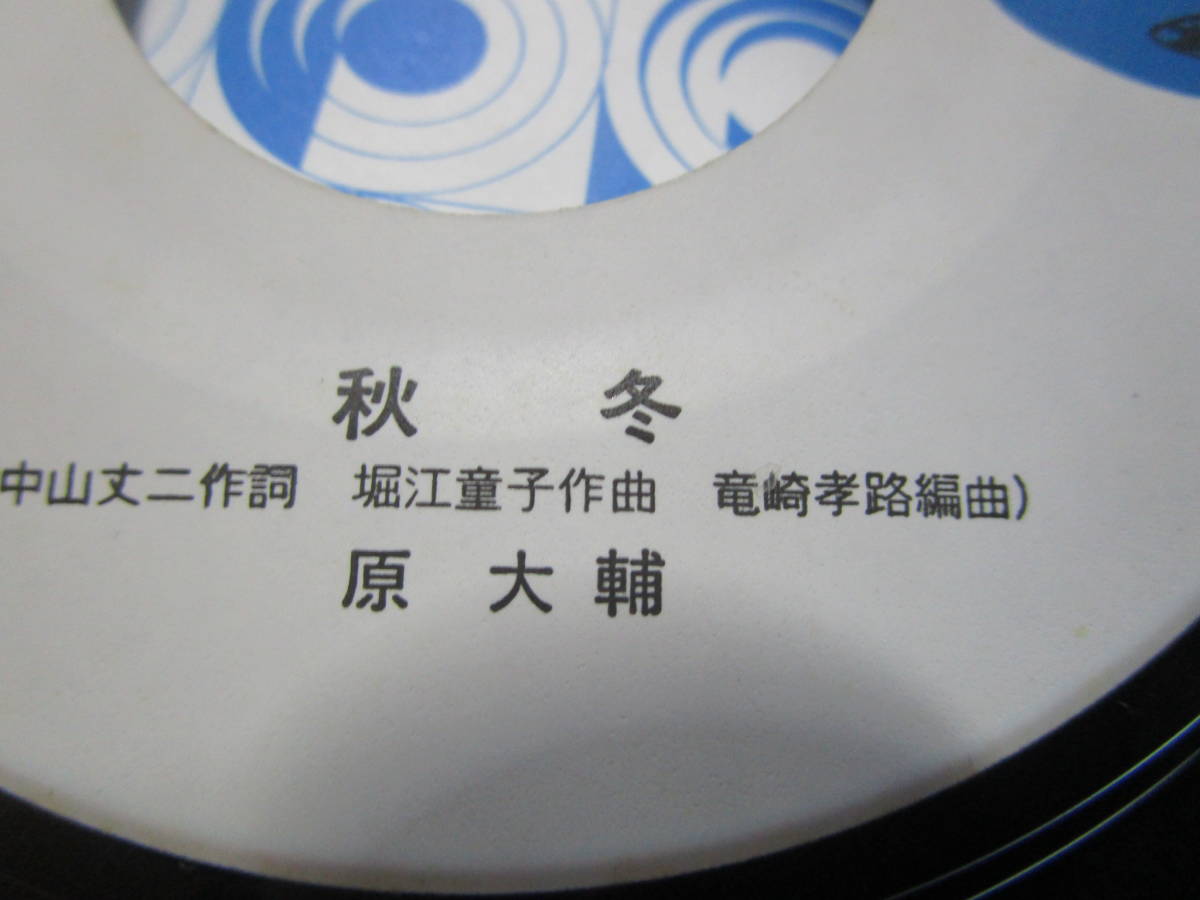 秋 冬
中山丈二作詞 堀江童子作曲 竜崎孝路編曲)
原 大 輔